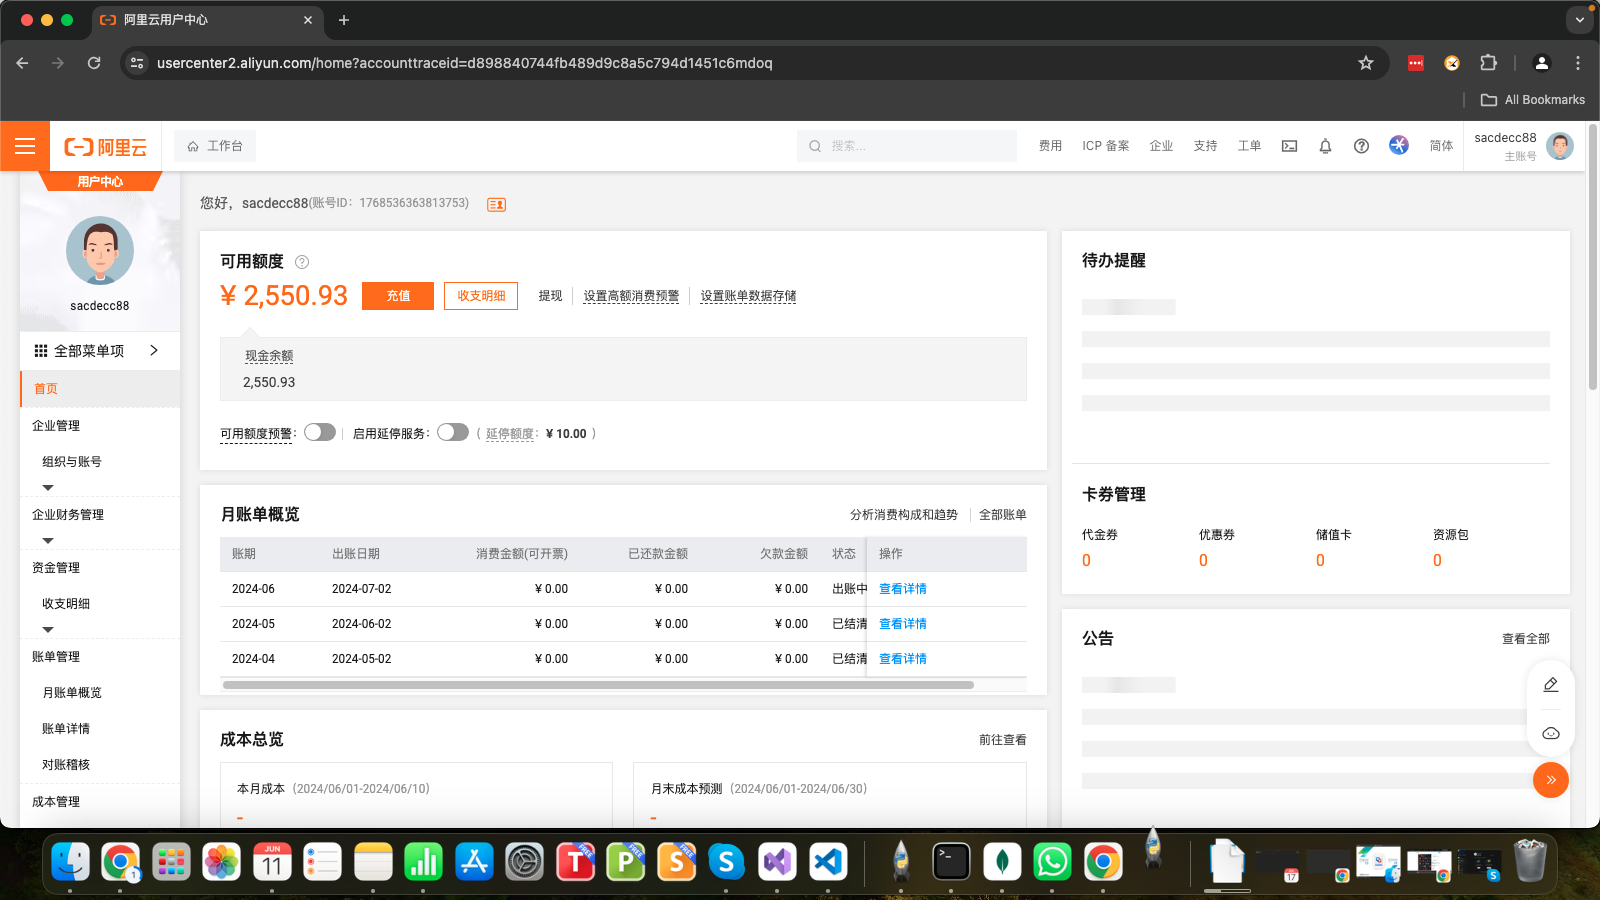 阿里云用户中心
usercenter2.aliyun.com/home?accounttraceid=d898840744fb489d9c8a5c794d1451c6mdoq
All Bookmarks
阿里云
工作台
搜索...
费用
ICP 备案
企业
支持
工单
简体
sacdecc88
主账号
用户中心
sacdecc88
全部菜单项
首页
企业管理
组织与账号
企业财务管理
资金管理
收支明细
账单管理
月账单概览
账单详情
对账稽核
成本管理
您好，sacdecc88(账号ID：1768536363813753)
可用额度
¥ 2,550.93
充值
收支明细
提现
设置高额消费预警
设置账单数据存储
现金余额
2,550.93
可用额度预警：
启用延停服务：
( 延停额度： ¥ 10.00 )
月账单概览
分析消费构成和趋势
全部账单
账期 出账日期 消费金额(可开票) 已还款金额 欠款金额 状态 操作
2024-06 2024-07-02 ¥ 0.00 ¥ 0.00 ¥ 0.00 出账中 查看详情
2024-05 2024-06-02 ¥ 0.00 ¥ 0.00 ¥ 0.00 已结清 查看详情
2024-04 2024-05-02 ¥ 0.00 ¥ 0.00 ¥ 0.00 已结清 查看详情
成本总览
前往查看
本月成本 (2024/06/01-2024/06/10)
-
月末成本预测 (2024/06/01-2024/06/30)
-
待办提醒
卡券管理
代金券 优惠券 储值卡 资源包
0 0 0 0
公告
查看全部
JUN
11
1
T FREE
P FREE
S FREE
S
17
S